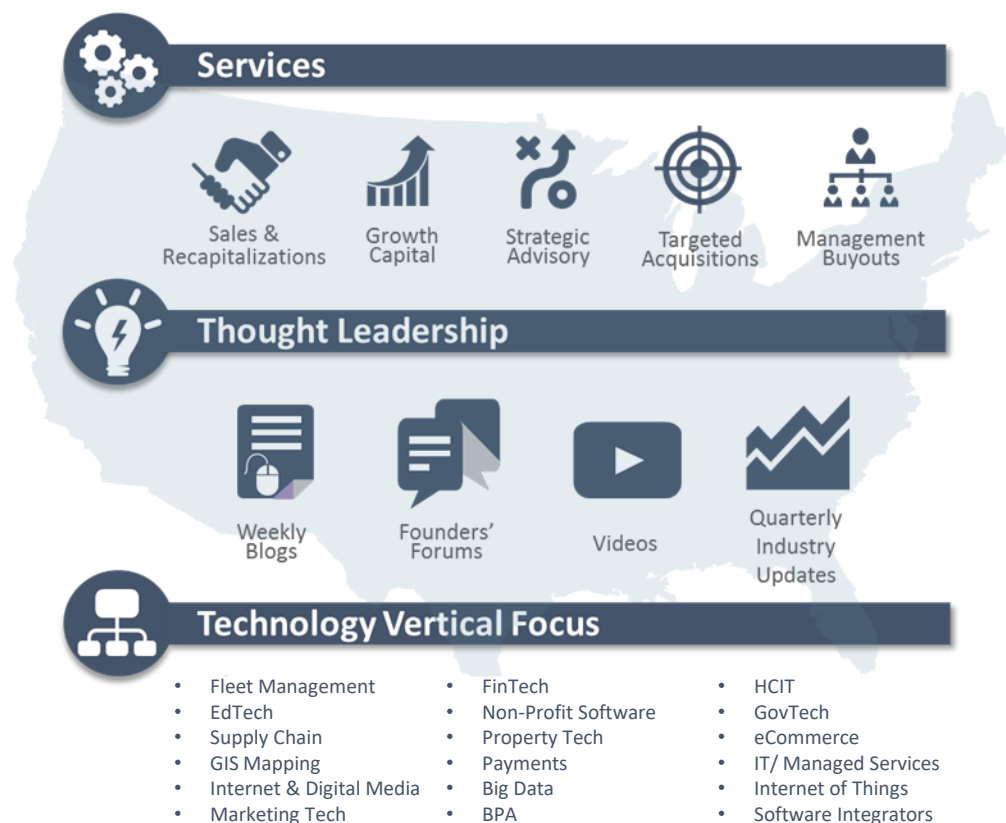 Services
Sales &
Recapitalizations
Growth
Capital
Strategic
Advisory
Targeted
Acquisitions
Management
Buyouts
Thought Leadership
Weekly
Blogs
Founders’
Forums
Videos
Quarterly
Industry
Updates
Technology Vertical Focus
• Fleet Management
• EdTech
• Supply Chain
• GIS Mapping
• Internet & Digital Media
• Marketing Tech
• FinTech
• Non-Profit Software
• Property Tech
• Payments
• Big Data
• BPA
• HCIT
• GovTech
• eCommerce
• IT/ Managed Services
• Internet of Things
• Software Integrators